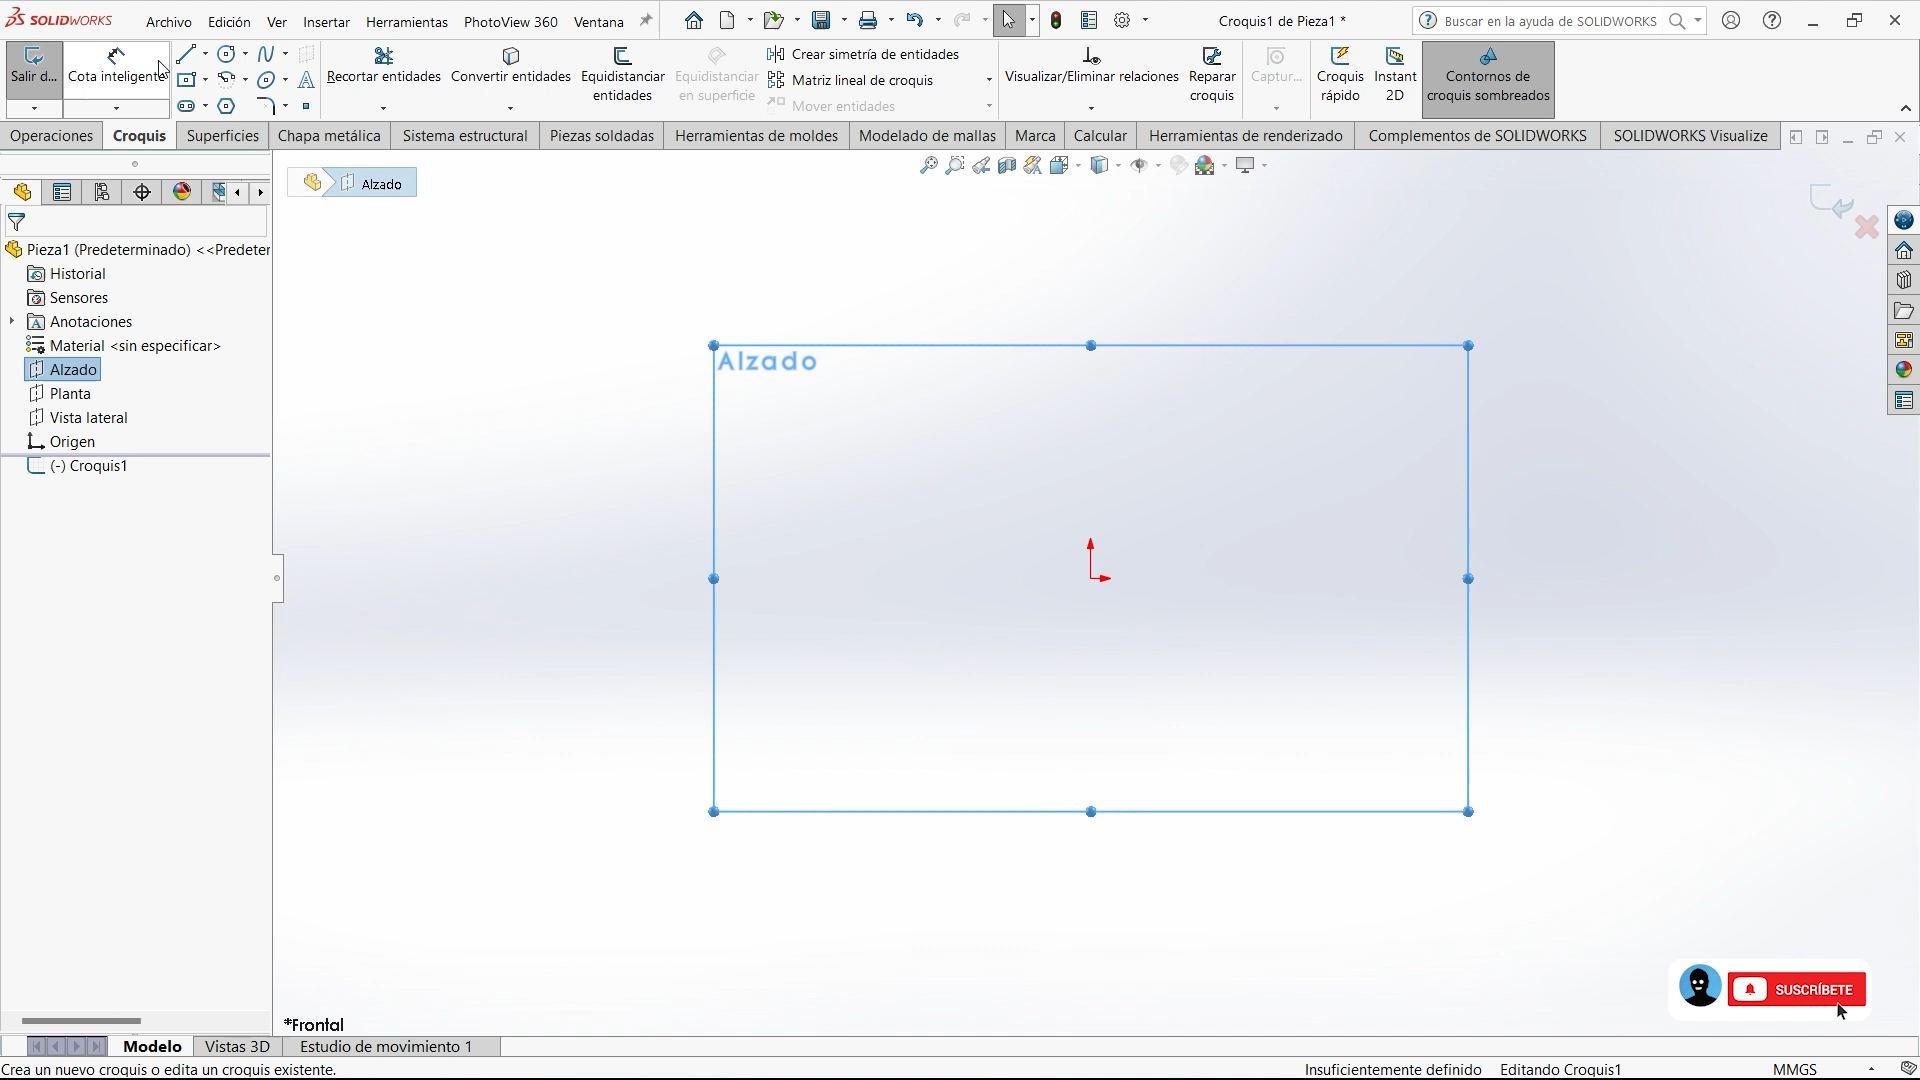 SOLIDWORKS Archivo Edición Ver Insertar Herramientas PhotoView 360 Ventana Croquis1 de Pieza1 * Buscar en la ayuda de SOLIDWORKS
Salir d... Cota inteligente Recortar entidades Convertir entidades Equidistanciar entidades Equidistanciar en superficie
Crear simetría de entidades
Matriz lineal de croquis
Mover entidades
Visualizar/Eliminar relaciones Reparar croquis Captur... Croquis rápido Instant 2D Contornos de croquis sombreados
Operaciones Croquis Superficies Chapa metálica Sistema estructural Piezas soldadas Herramientas de moldes Modelado de mallas Marca Calcular Herramientas de renderizado Complementos de SOLIDWORKS SOLIDWORKS Visualize
Alzado
Pieza1 (Predeterminado) <<Predeter
Historial
Sensores
Anotaciones
Material <sin especificar>
Alzado
Planta
Vista lateral
Origen
(-) Croquis1
Alzado
SUSCRÍBETE
*Frontal
Modelo Vistas 3D Estudio de movimiento 1
Crea un nuevo croquis o edita un croquis existente. Insuficientemente definido Editando Croquis1 MMGS